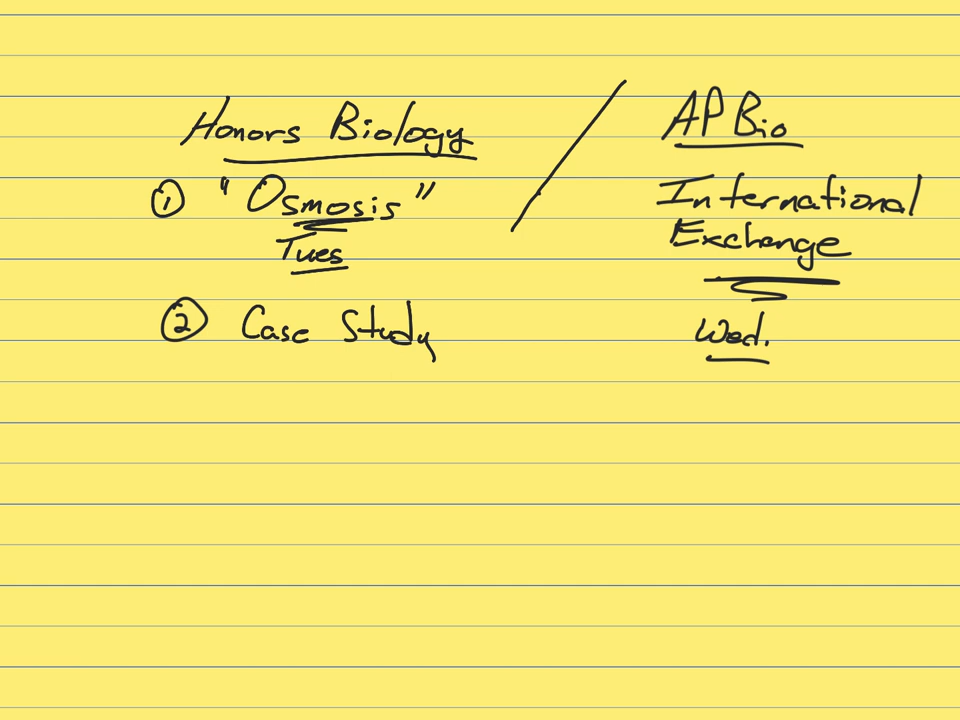 Honors Biology
① "Osmosis"
Tues
② Case Study
/
AP Bio
International
Exchange
Wed.